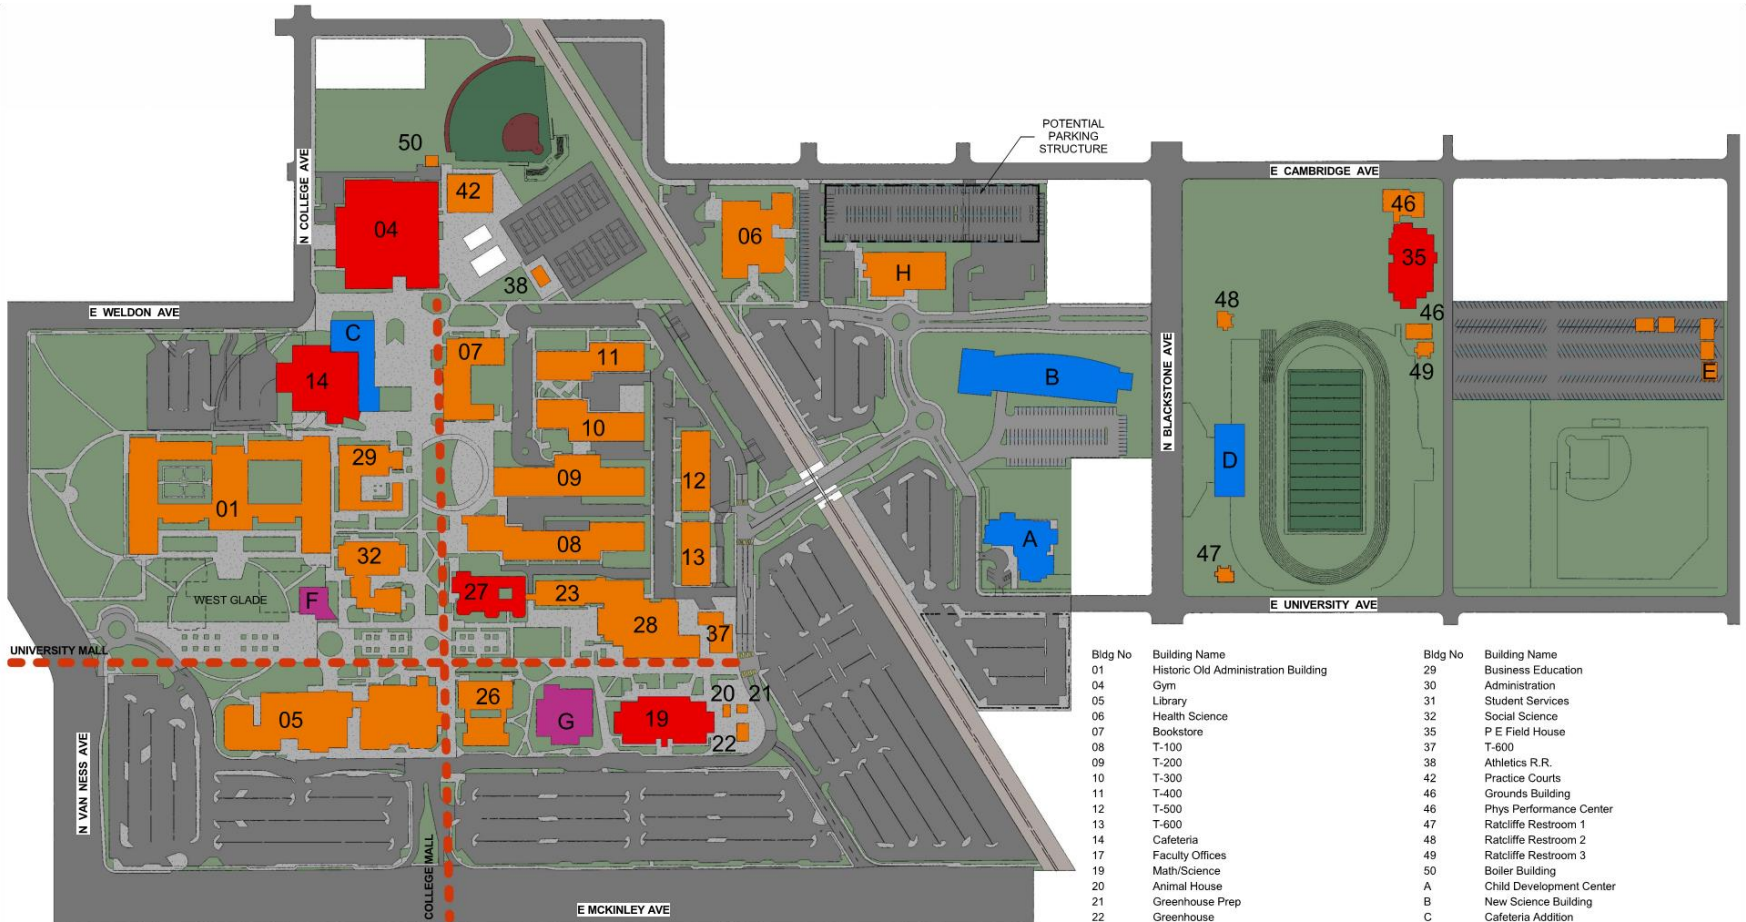 POTENTIAL
PARKING
STRUCTURE
50
N COLLEGE AVE
E CAMBRIDGE AVE
42
46
04
06
35
H
38
E WELDON AVE
48
46
C
07
11
N BLACKSTONE AVE
49
E
14
B
10
29
D
09
12
01
A
08
13
32
47
27
23
WEST GLADE
F
E UNIVERSITY AVE
28
37
UNIVERSITY MALL
20
21
26
05
G
19
22
N VAN NESS AVE
COLLEGE MALL
E MCKINLEY AVE
Bldg No Building Name
01 Historic Old Administration Building
04 Gym
05 Library
06 Health Science
07 Bookstore
08 T-100
09 T-200
10 T-300
11 T-400
12 T-500
13 T-600
14 Cafeteria
17 Faculty Offices
19 Math/Science
20 Animal House
21 Greenhouse Prep
22 Greenhouse
Bldg No Building Name
29 Business Education
30 Administration
31 Student Services
32 Social Science
35 P E Field House
37 T-600
38 Athletics R.R.
42 Practice Courts
46 Grounds Building
46 Phys Performance Center
47 Ratcliffe Restroom 1
48 Ratcliffe Restroom 2
49 Ratcliffe Restroom 3
50 Boiler Building
A Child Development Center
B New Science Building
C Cafeteria Addition